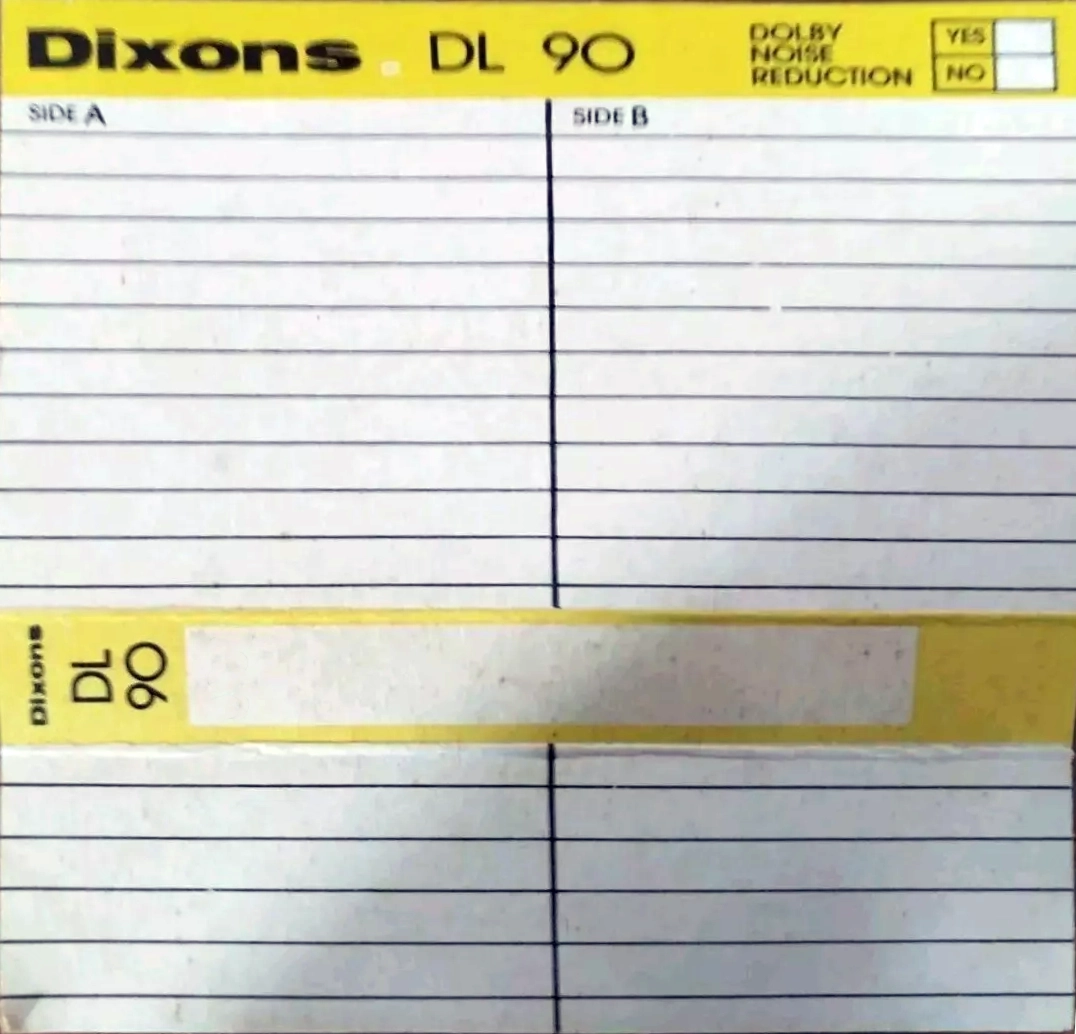 Dixons DL 90
DOLBY
NOISE
REDUCTION
YES
NO
SIDE A
SIDE B
Dixons
DL
90